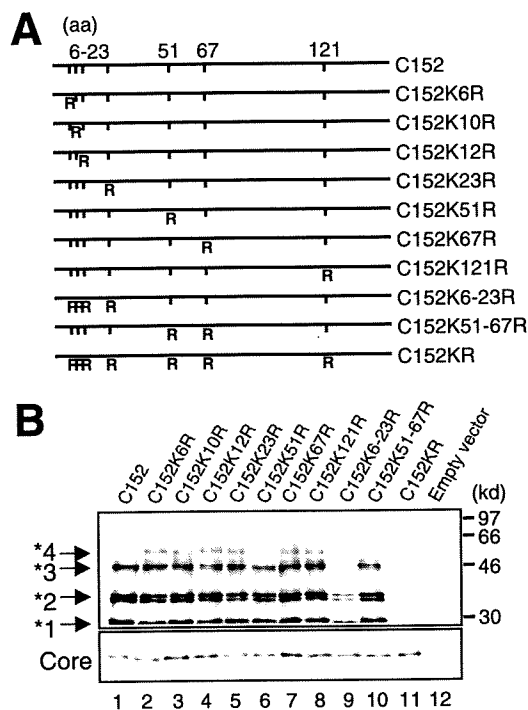 A (aa)
6-23 51 67 121
C152
R C152K6R
R C152K10R
R C152K12R
R C152K23R
R C152K51R
R C152K67R
R C152K121R
R R R R C152K6-23R
R R C152K51-67R
R R R R R R R C152KR
B
C152
C152K6R
C152K10R
C152K12R
C152K23R
C152K51R
C152K67R
C152K121R
C152K6-23R
C152K51-67R
C152KR
Empty vector
(kd)
97
66
*4
*3 46
*2
*1 30
Core
1 2 3 4 5 6 7 8 9 10 11 12